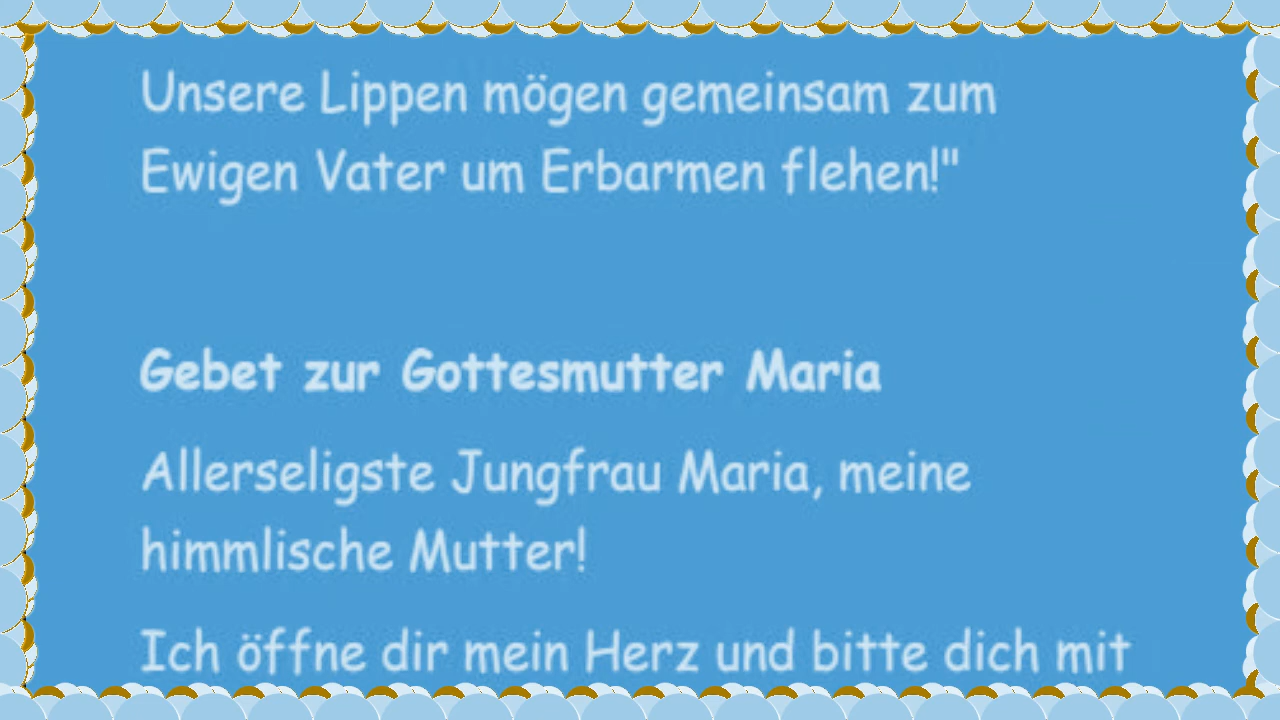 Unsere Lippen mögen gemeinsam zum
Ewigen Vater um Erbarmen flehen!"
Gebet zur Gottesmutter Maria
Allerseligste Jungfrau Maria, meine
himmlische Mutter!
Ich öffne dir mein Herz und bitte dich mit